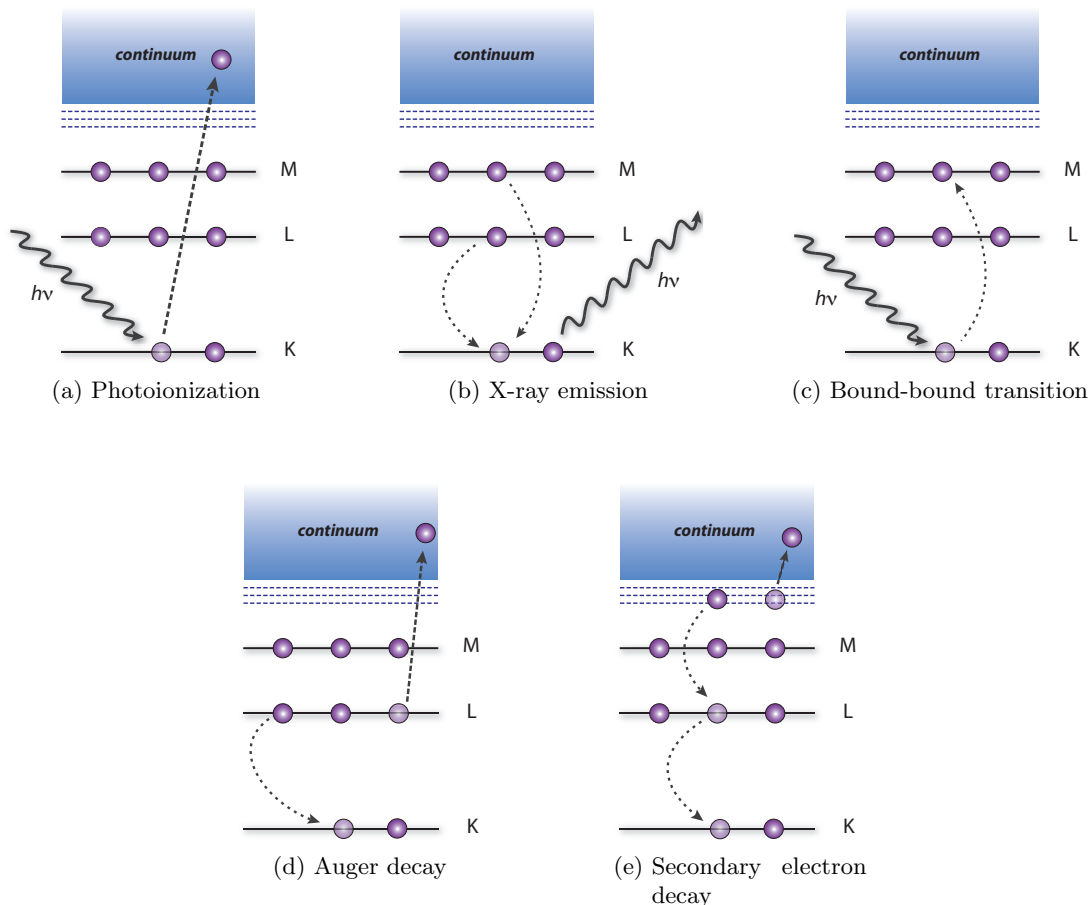 continuum
M
L
hν
K
(a) Photoionization
continuum
M
L
hν
K
(b) X-ray emission
continuum
M
L
hν
K
(c) Bound-bound transition
continuum
M
L
K
(d) Auger decay
continuum
M
L
K
(e) Secondary electron
decay